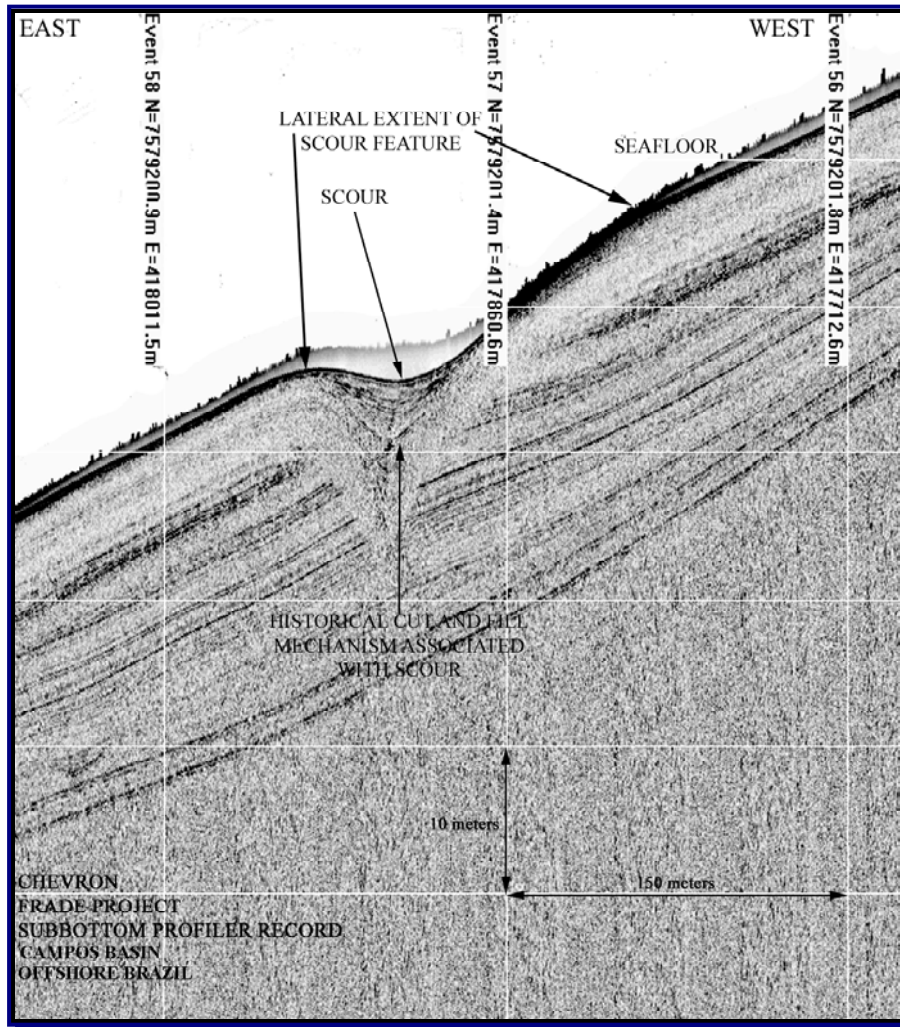 EAST
WEST
Event 58 N=7579200.9m E=418011.5m
Event 57 N=7579201.4m E=417860.6m
Event 56 N=7579201.8m E=417712.6m
LATERAL EXTENT OF
SCOUR FEATURE
SEAFLOOR
SCOUR
HISTORICAL CUT AND FILL
MECHANISM ASSOCIATED
WITH SCOUR
10 meters
150 meters
CHEVRON
FRADE PROJECT
SUBBOTTOM PROFILER RECORD
CAMPOS BASIN
OFFSHORE BRAZIL